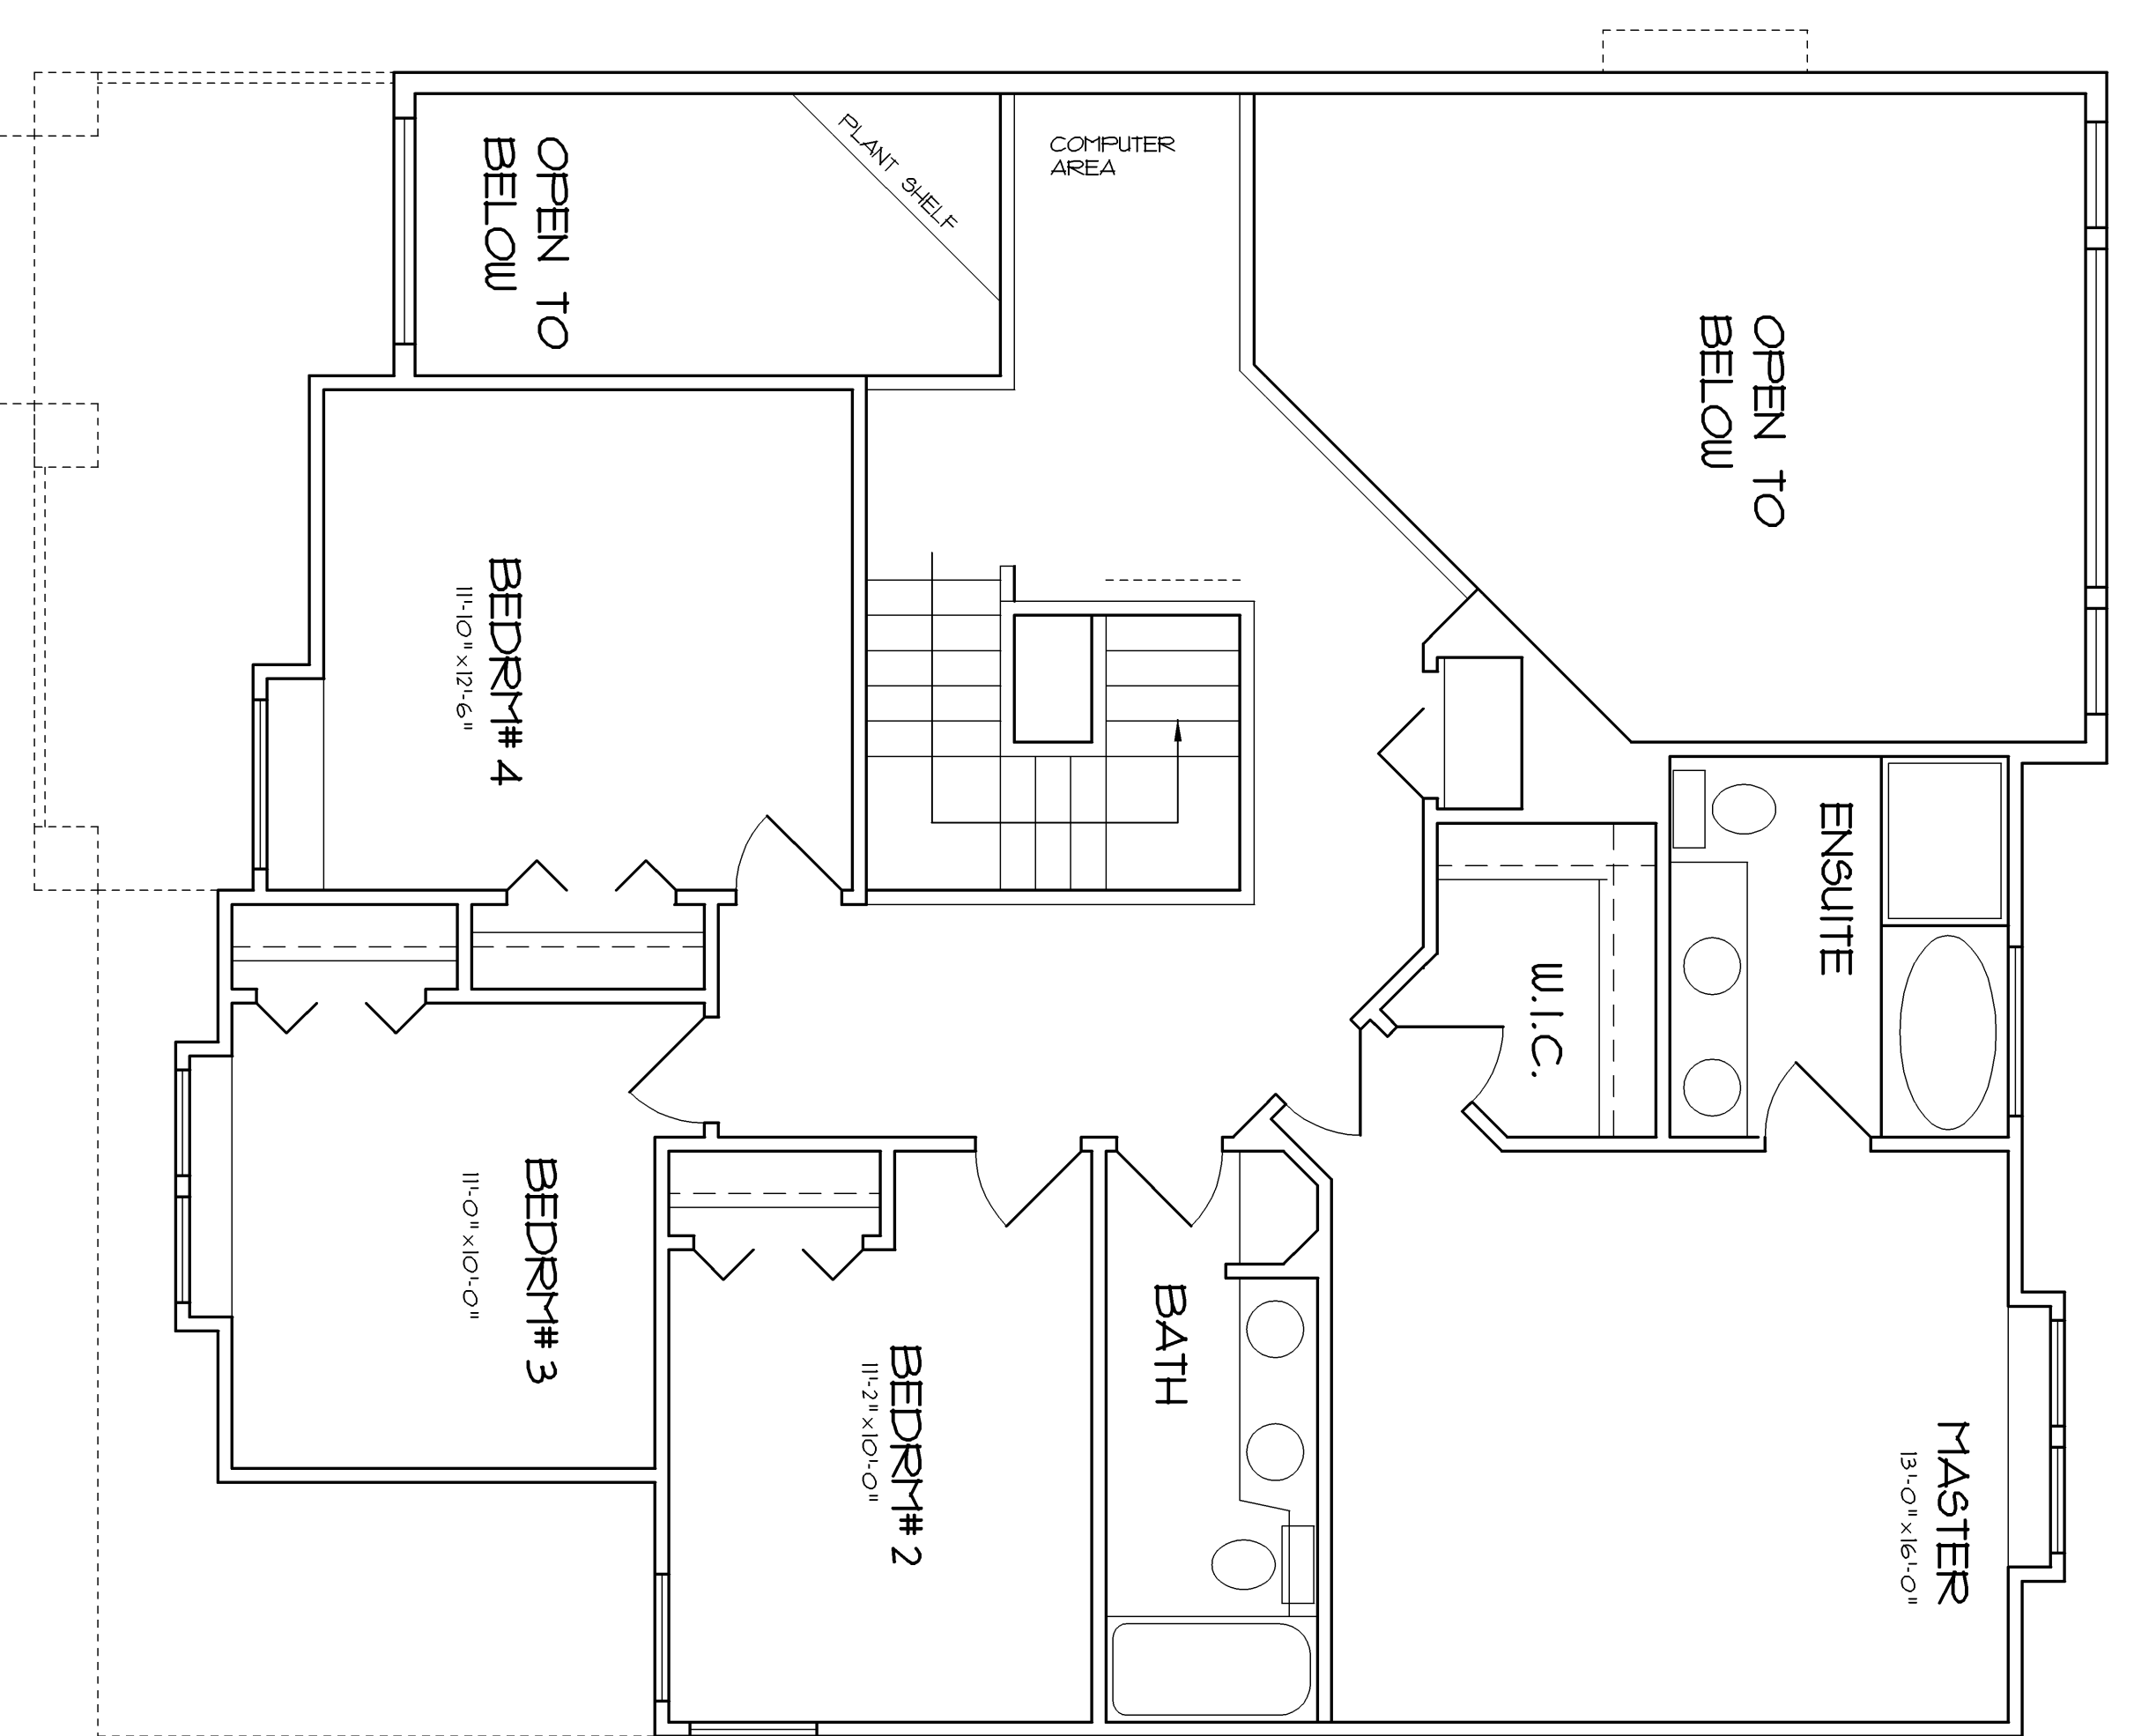 OPEN TO
BELOW
PLANT SHELF
COMPUTER
AREA
OPEN TO
BELOW
BEDRM# 4
11'-10"x12'-6"
ENSUITE
W.I.C.
BEDRM# 3
11'-0"x10'-0"
BEDRM# 2
11'-2"x10'-0"
BATH
MASTER
13'-0"x16'-0"